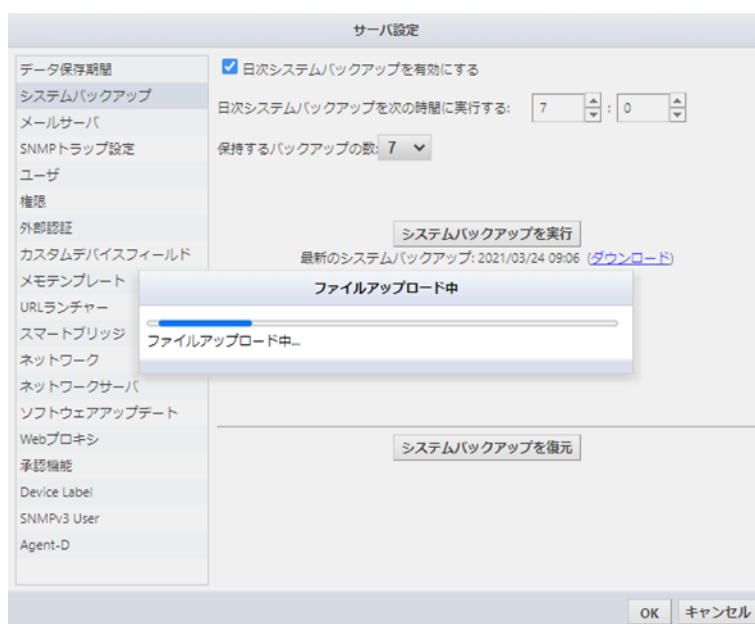 サーバ設定
データ保存期間
システムバックアップ
メールサーバ
SNMPトラップ設定
ユーザ
権限
外部認証
カスタムデバイスフィールド
メモテンプレート
URLランチャー
スマートブリッジ
ネットワーク
ネットワークサーバ
ソフトウェアアップデート
Webプロキシ
承認機能
Device Label
SNMPv3 User
Agent-D
日次システムバックアップを有効にする
日次システムバックアップを次の時間に実行する: 7 : 0
保持するバックアップの数: 7
システムバックアップを実行
最新のシステムバックアップ: 2021/03/24 09:06 (ダウンロード)
ファイルアップロード中
ファイルアップロード中...
システムバックアップを復元
OK キャンセル